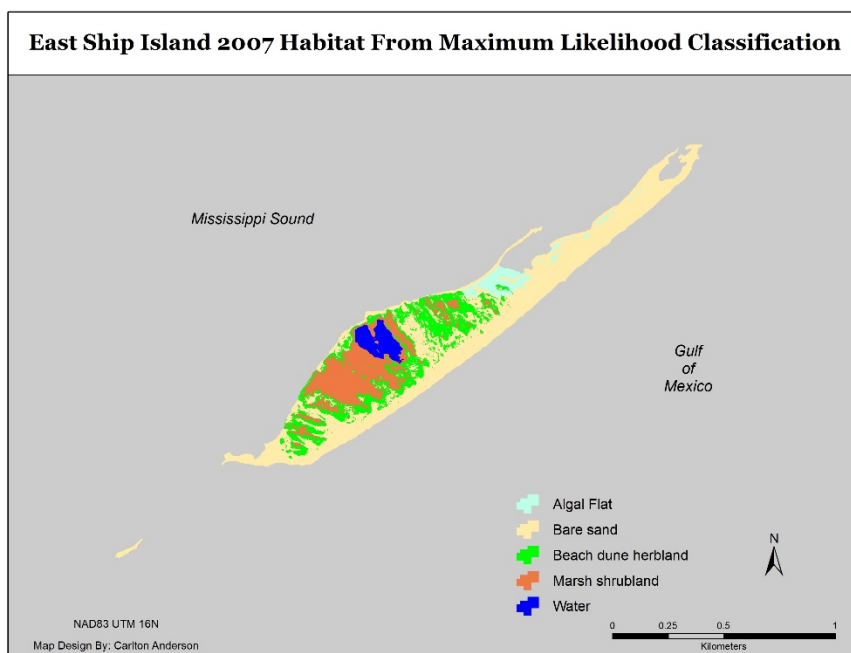 East Ship Island 2007 Habitat From Maximum Likelihood Classification
Mississippi Sound
Gulf
of
Mexico
Algal Flat
Bare sand
Beach dune herbland
Marsh shrubland
Water
N
NAD83 UTM 16N
Map Design By: Carlton Anderson
0 0.25 0.5 1
Kilometers